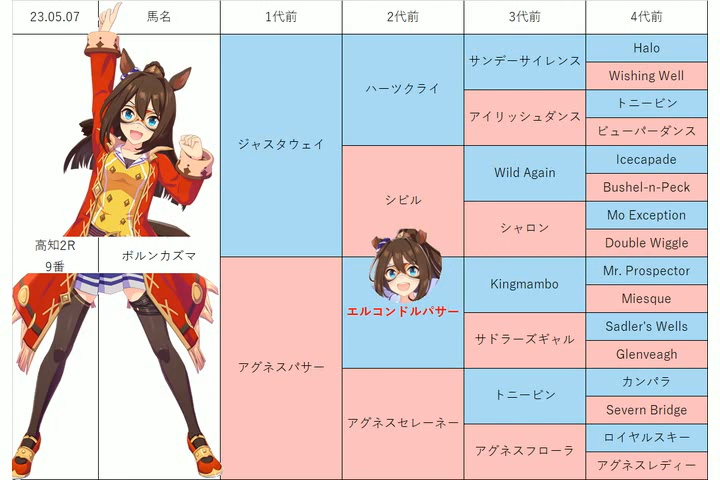 23.05.07 馬名 1代前 2代前 3代前 4代前
高知2R
9番
ボルンカズマ
ジャスタウェイ
アグネスパサー
ハーツクライ
シビル
エルコンドルパサー
アグネスセレーネー
サンデーサイレンス
アイリッシュダンス
Wild Again
シャロン
Kingmambo
サドラーズギャル
トニービン
アグネスフローラ
Halo
Wishing Well
トニービン
ビューパーダンス
Icecapade
Bushel-n-Peck
Mo Exception
Double Wiggle
Mr. Prospector
Miesque
Sadler's Wells
Glenveagh
カンパラ
Severn Bridge
ロイヤルスキー
アグネスレディー